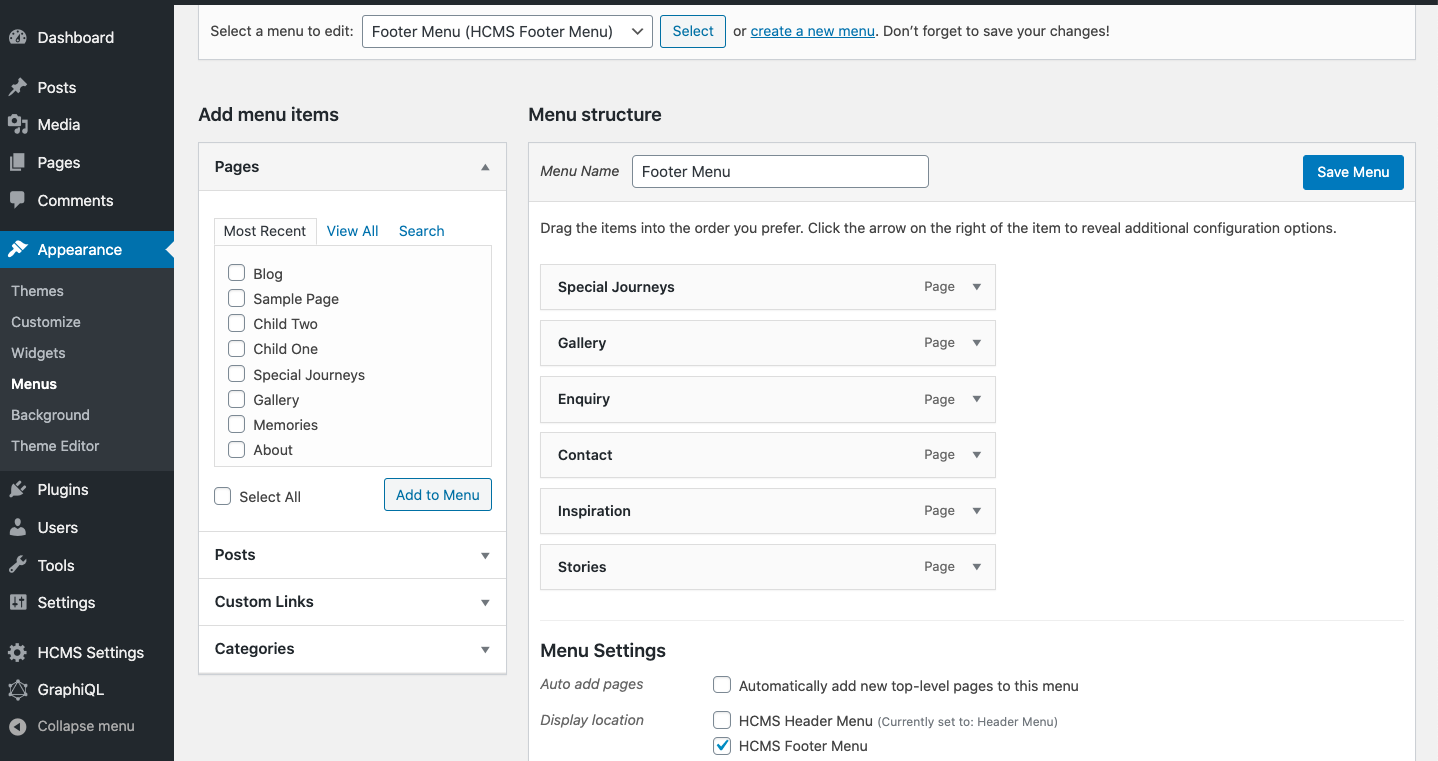 Dashboard
Posts
Media
Pages
Comments
Appearance
Themes
Customize
Widgets
Menus
Background
Theme Editor
Plugins
Users
Tools
Settings
HCMS Settings
GraphiQL
Collapse menu
Select a menu to edit: Footer Menu (HCMS Footer Menu) Select or create a new menu. Don’t forget to save your changes!
Add menu items
Pages
Most Recent View All Search
Blog
Sample Page
Child Two
Child One
Special Journeys
Gallery
Memories
About
Select All Add to Menu
Posts
Custom Links
Categories
Menu structure
Menu Name Footer Menu Save Menu
Drag the items into the order you prefer. Click the arrow on the right of the item to reveal additional configuration options.
Special Journeys Page
Gallery Page
Enquiry Page
Contact Page
Inspiration Page
Stories Page
Menu Settings
Auto add pages Automatically add new top-level pages to this menu
Display location HCMS Header Menu (Currently set to: Header Menu)
HCMS Footer Menu